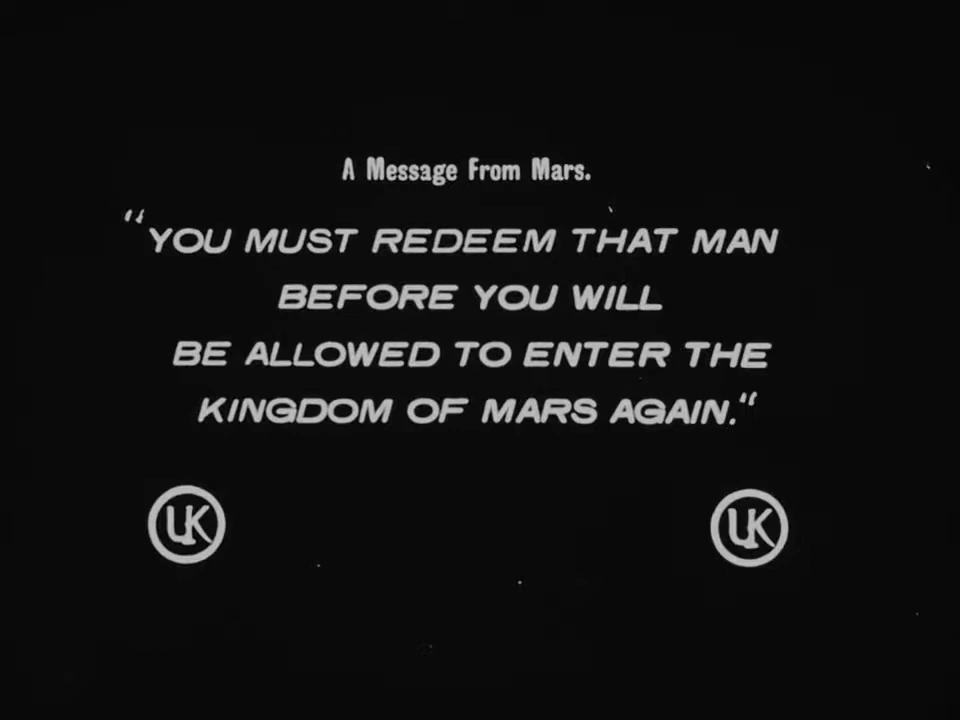 A Message From Mars.
"YOU MUST REDEEM THAT MAN
BEFORE YOU WILL
BE ALLOWED TO ENTER THE
KINGDOM OF MARS AGAIN."
UK UK